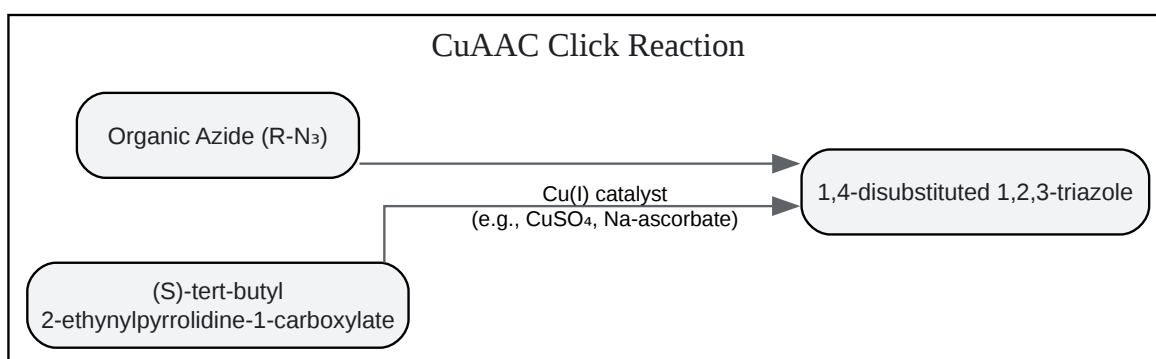 CuAAC Click Reaction
Organic Azide (R-N₃)
Cu(I) catalyst
(e.g., CuSO₄, Na-ascorbate)
1,4-disubstituted 1,2,3-triazole
(S)-tert-butyl
2-ethynylpyrrolidine-1-carboxylate